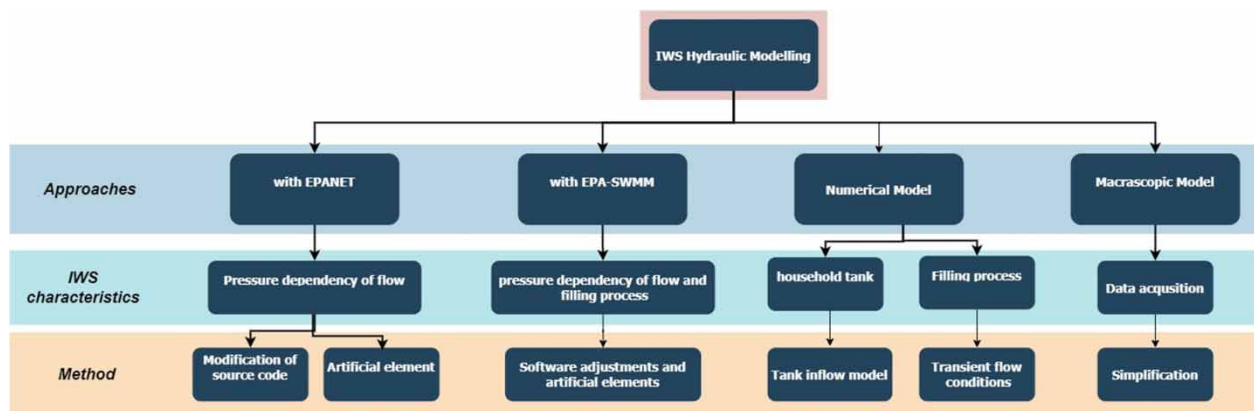 IWS Hydraulic Modelling
Approaches
with EPANET
with EPA-SWMM
Numerical Model
Macrascopic Model
IWS
characteristics
Pressure dependency of flow
pressure dependency of flow and
filling process
household tank
Filling process
Data acqusition
Method
Modification of
source code
Artificial element
Software adjustments and
artificial elements
Tank inflow model
Transient flow
conditions
Simplification